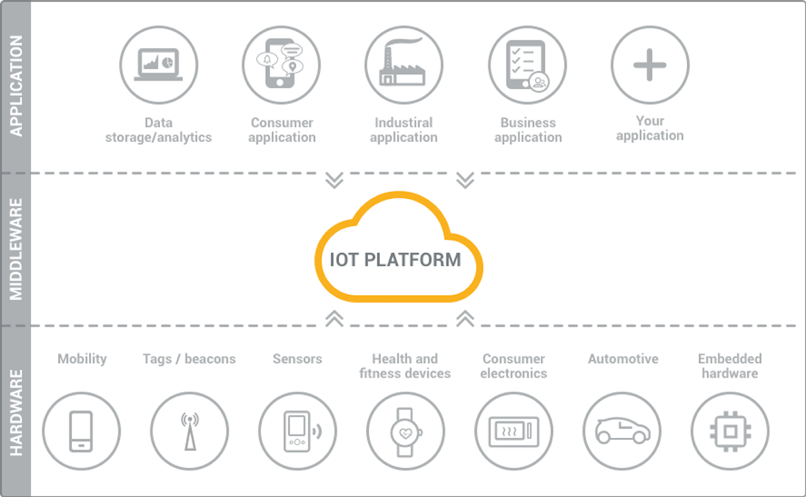 APPLICATION
Data
storage/analytics
Consumer
application
Industiral
application
Business
application
Your
application
MIDDLEWARE
IOT PLATFORM
HARDWARE
Mobility
Tags / beacons
Sensors
Health and
fitness devices
Consumer
electronics
Automotive
Embedded
hardware